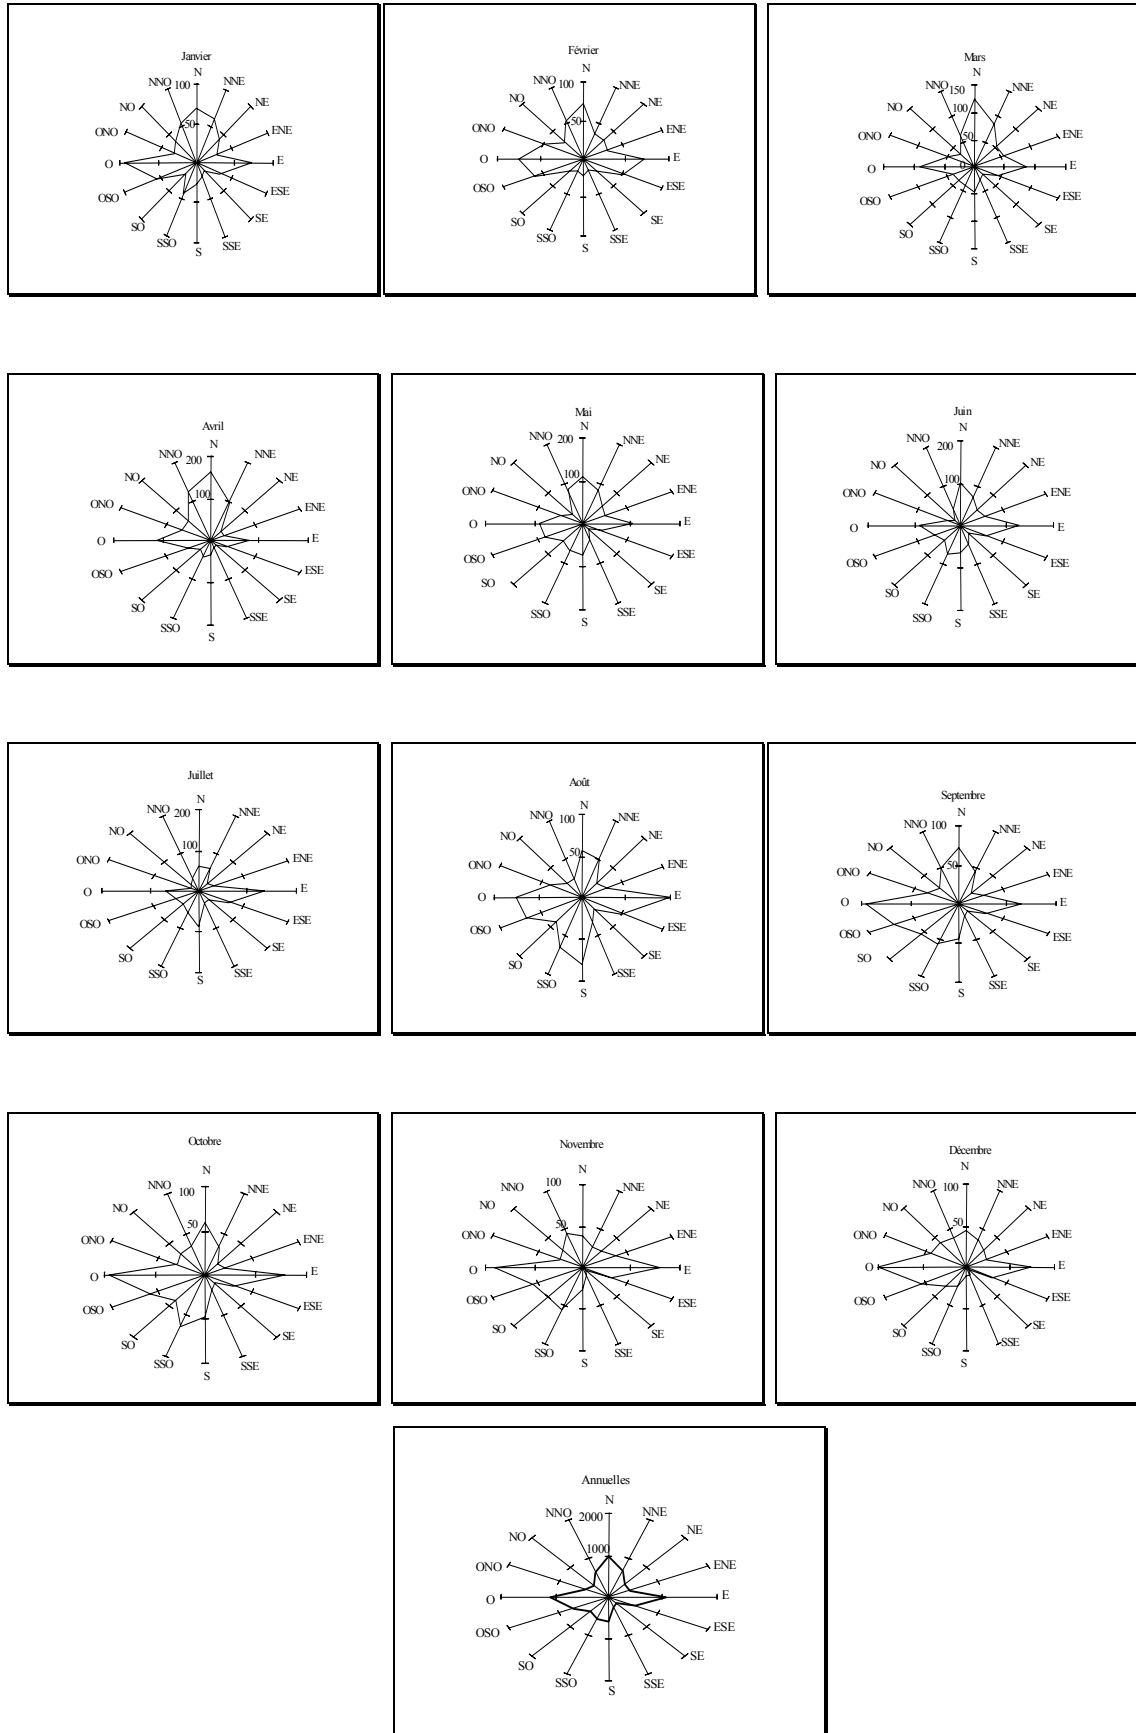 Janvier
N
NNO 100 NNE
NO NE
50
ONO ENE
O E
OSO ESE
SO SE
SSO SSE
S
Février
N
100
NNO NNE
NO NE
50
ONO ENE
O E
OSO ESE
SO SE
SSO SSE
S
Mars
N
NNO 150 NNE
NO 100 NE
50
ONO ENE
O 0 E
OSO ESE
SO SE
SSO SSE
S
Avril
N
NNO 200 NNE
NO NE
ONO 100 ENE
O E
OSO ESE
SO SE
SSO SSE
S
Mai
N
NNO 200 NNE
NO NE
100
ONO ENE
O E
OSO ESE
SO SE
SSO SSE
S
Juin
N
NNO 200 NNE
NO NE
ONO 100 ENE
O E
OSO ESE
SO SE
SSO SSE
S
Juillet
N
NNO 200 NNE
NO NE
100
ONO ENE
O E
OSO ESE
SO SE
SSO SSE
S
Août
N
NNO 100 NNE
NO NE
50
ONO ENE
O E
OSO ESE
SO SE
SSO SSE
S
Septembre
N
NNO 100 NNE
NO NE
50
ONO ENE
O E
OSO ESE
SO SE
SSO SSE
S
Octobre
N
NNO 100 NNE
NO NE
50
ONO ENE
O E
OSO ESE
SO SE
SSO SSE
S
Novembre
N
100
NNO NNE
NO NE
50
ONO ENE
O E
OSO ESE
SO SE
SSO SSE
S
Décembre
N
NNO 100 NNE
NO NE
50
ONO ENE
O E
OSO ESE
SO SE
SSO SSE
S
Annuelles
N
NNO 2000 NNE
NO NE
1000
ONO ENE
O E
OSO ESE
SO SE
SSO SSE
S